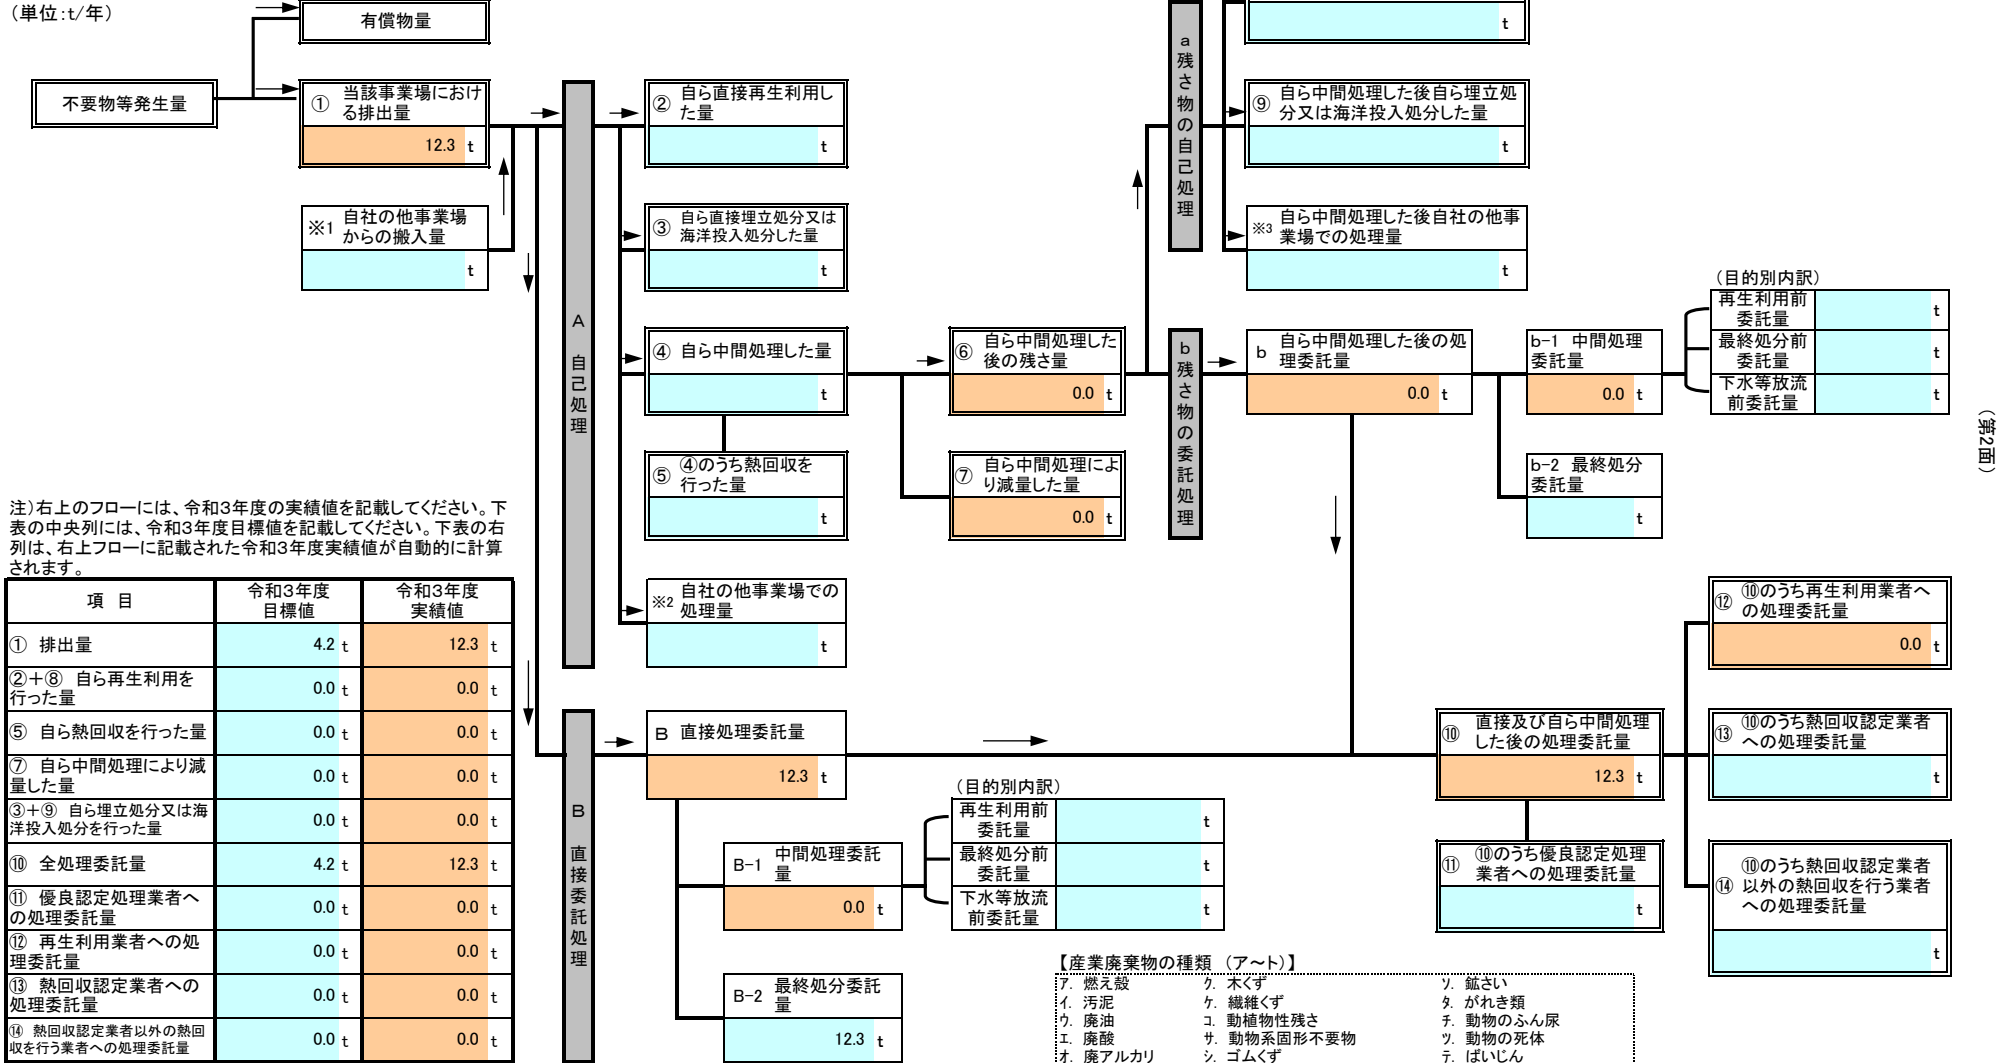 （単位:t/年）
有償物量
t
不要物等発生量
① 当該事業場におけ
る排出量
12.3 t
※1 自社の他事業場
からの搬入量
t
A 自己処理
② 自ら直接再生利用し
た量
t
③ 自ら直接埋立処分又は
海洋投入処分した量
t
④ 自ら中間処理した量
t
⑤ ④のうち熱回収を
行った量
t
※2 自社の他事業場での
処理量
t
⑥ 自ら中間処理した
後の残さ量
0.0 t
⑦ 自ら中間処理によ
り減量した量
0.0 t
a 残さ物の自己処理
⑨ 自ら中間処理した後自ら埋立処
分又は海洋投入処分した量
t
※3 自ら中間処理した後自社の他事
業場での処理量
t
b 残さ物の委託処理
b 自ら中間処理した後の処
理委託量
0.0 t
b-1 中間処理
委託量
0.0 t
b-2 最終処分
委託量
t
（目的別内訳）
再生利用前
委託量 t
最終処分前
委託量 t
下水等放流
前委託量 t
（第2面）
注）右上のフローには、令和３年度の実績値を記載してください。下
表の中央列には、令和３年度目標値を記載してください。下表の右
列は、右上フローに記載された令和３年度実績値が自動的に計算
されます。
項 目 令和３年度 令和３年度
目標値 実績値
① 排出量 4.2 t 12.3 t
②＋⑧ 自ら再生利用を
行った量 0.0 t 0.0 t
⑤ 自ら熱回収を行った量 0.0 t 0.0 t
⑦ 自ら中間処理により減
量した量 0.0 t 0.0 t
③＋⑨ 自ら埋立処分又は海
洋投入処分を行った量 0.0 t 0.0 t
⑩ 全処理委託量 4.2 t 12.3 t
⑪ 優良認定処理業者へ
の処理委託量 0.0 t 0.0 t
⑫ 再生利用業者への処
理委託量 0.0 t 0.0 t
⑬ 熱回収認定業者への
処理委託量 0.0 t 0.0 t
⑭ 熱回収認定業者以外の熱回
収を行う業者への処理委託量 0.0 t 0.0 t
B 直接委託処理
B 直接処理委託量
12.3 t
B-1 中間処理委託
量
0.0 t
B-2 最終処分委託
量
12.3 t
（目的別内訳）
再生利用前
委託量 t
最終処分前
委託量 t
下水等放流
前委託量 t
⑩ 直接及び自ら中間処理
した後の処理委託量
12.3 t
⑪ ⑩のうち優良認定処理
業者への処理委託量
t
⑫ ⑩のうち再生利用業者へ
の処理委託量
0.0 t
⑬ ⑩のうち熱回収認定業者
への処理委託量
t
⑭ ⑩のうち熱回収認定業者
以外の熱回収を行う業者
への処理委託量
t
【産業廃棄物の種類 （ア～ト）】
ア. 燃え殻 ク. 木くず ソ. 鉱さい
イ. 汚泥 ケ. 繊維くず タ. がれき類
ウ. 廃油 コ. 動植物性残さ チ. 動物のふん尿
エ. 廃酸 サ. 動物系固形不要物 ツ. 動物の死体
オ. 廃アルカリ シ. ゴムくず テ. ばいじん